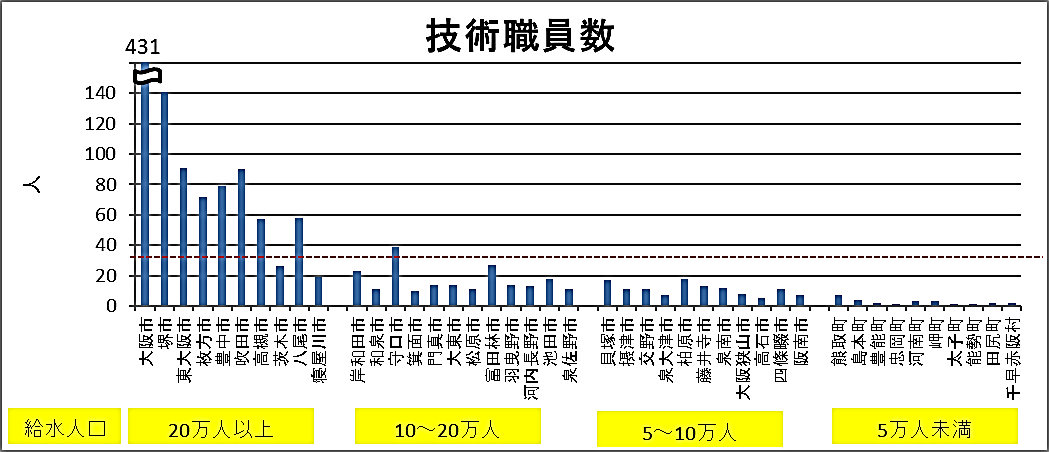 技術職員数
431
140
120
100
80
60
40
20
0
人
大阪市
堺市
東大阪市
枚方市
豊中市
吹田市
高槻市
茨木市
八尾市
寝屋川市
岸和田市
和泉市
守口市
箕面市
門真市
大東市
松原市
富田林市
羽曳野市
河内長野市
池田市
泉佐野市
貝塚市
摂津市
交野市
泉大津市
柏原市
藤井寺市
泉南市
大阪狭山市
高石市
四條畷市
阪南市
熊取町
島本町
豊能町
忠岡町
河南町
岬町
太子町
能勢町
田尻町
千早赤阪村
給水人口
20万人以上
10～20万人
5～10万人
5万人未満